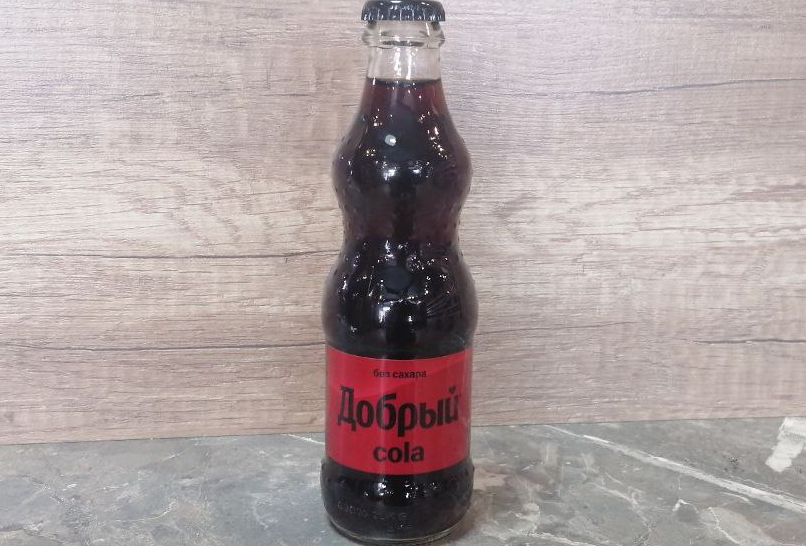 без сахара
Добрый
cola